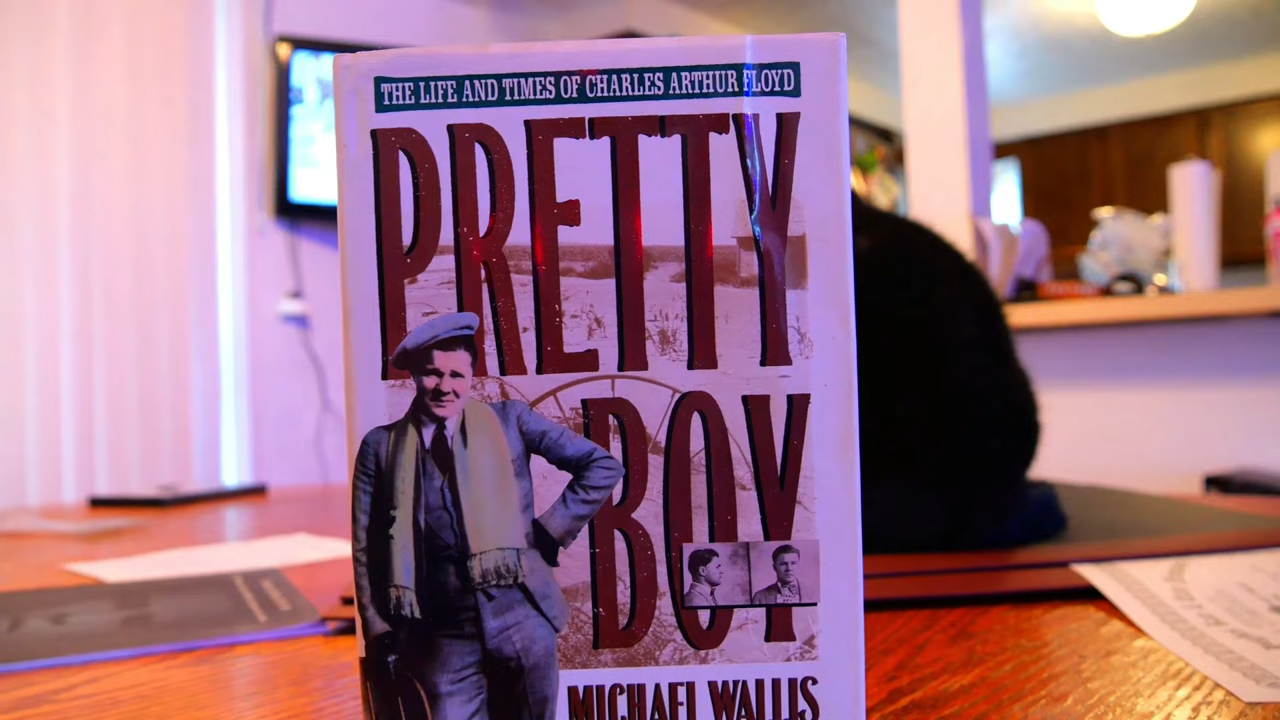 THE LIFE AND TIMES OF CHARLES ARTHUR FLOYD
PRETTY
BOY
MICHAEL WALLIS